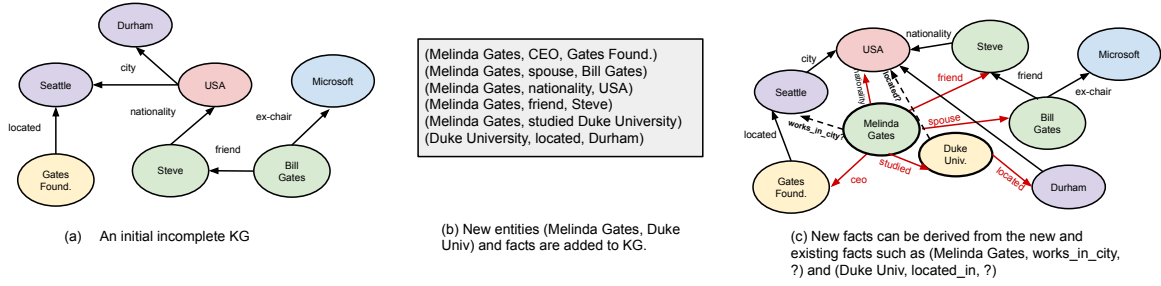 Durham
city
Seattle
USA
Microsoft
nationality
ex-chair
located
friend
Gates
Found.
Steve
Bill
Gates
(a) An initial incomplete KG
(Melinda Gates, CEO, Gates Found.)
(Melinda Gates, spouse, Bill Gates)
(Melinda Gates, nationality, USA)
(Melinda Gates, friend, Steve)
(Melinda Gates, studied Duke University)
(Duke University, located, Durham)
(b) New entities (Melinda Gates, Duke
Univ) and facts are added to KG.
USA
nationality
Steve
Microsoft
city
nationality
located?
friend
friend
ex-chair
Seattle
works_in_city?
Melinda
Gates
spouse
Bill
Gates
located
Duke
Univ.
studied
located
ceo
Gates
Found.
Durham
(c) New facts can be derived from the new and
existing facts such as (Melinda Gates, works_in_city,
?) and (Duke Univ, located_in, ?)